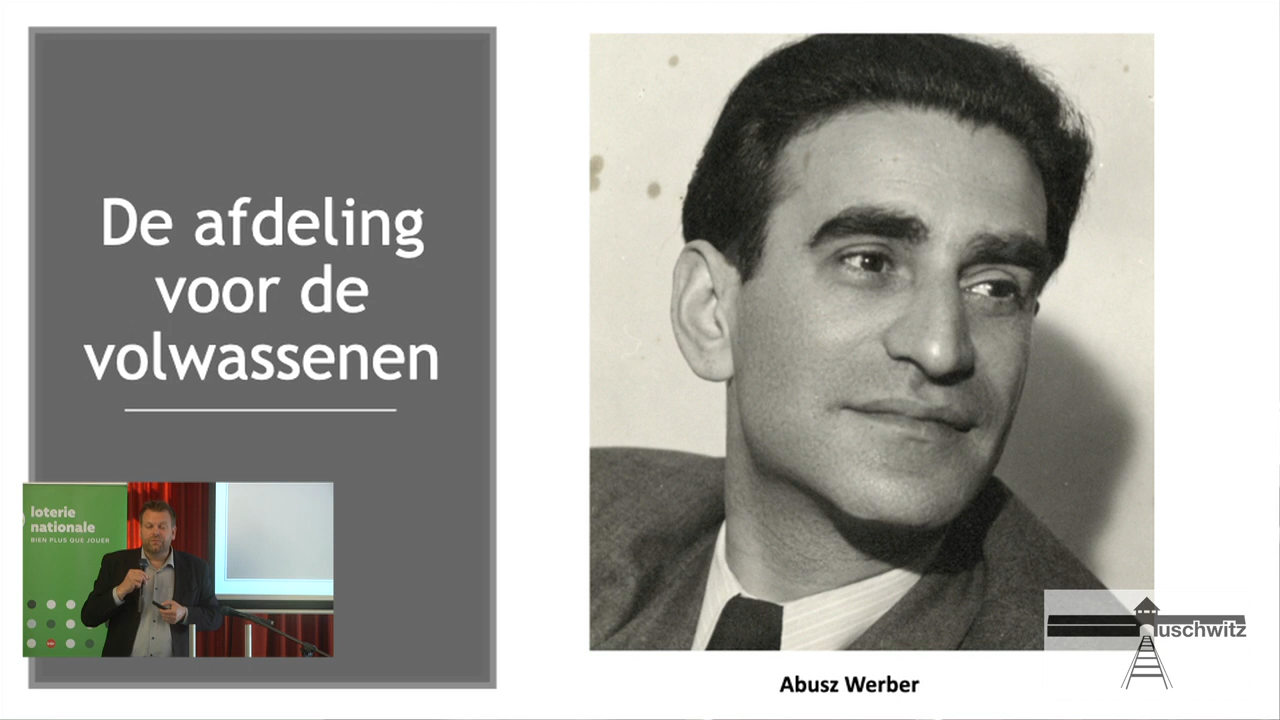 De afdeling
voor de
volwassenen
loterie
nationale
BIEN PLUS QUE JOUER
Abusz Werber
uschwitz